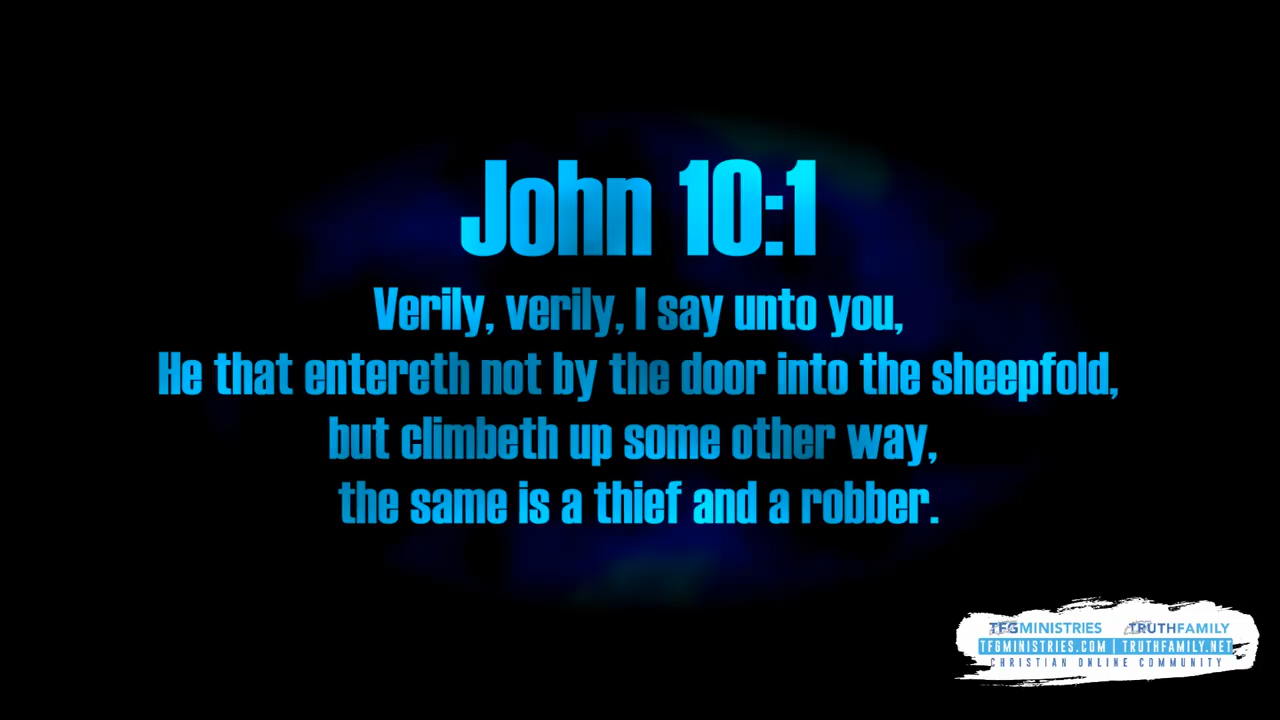 John 10:1
Verily, verily, I say unto you,
He that entereth not by the door into the sheepfold,
but climbeth up some other way,
the same is a thief and a robber.
TFGMINISTRIES TRUTHFAMILY
TFGMINISTRIES.COM | TRUTHFAMILY.NET
CHRISTIAN ONLINE COMMUNITY